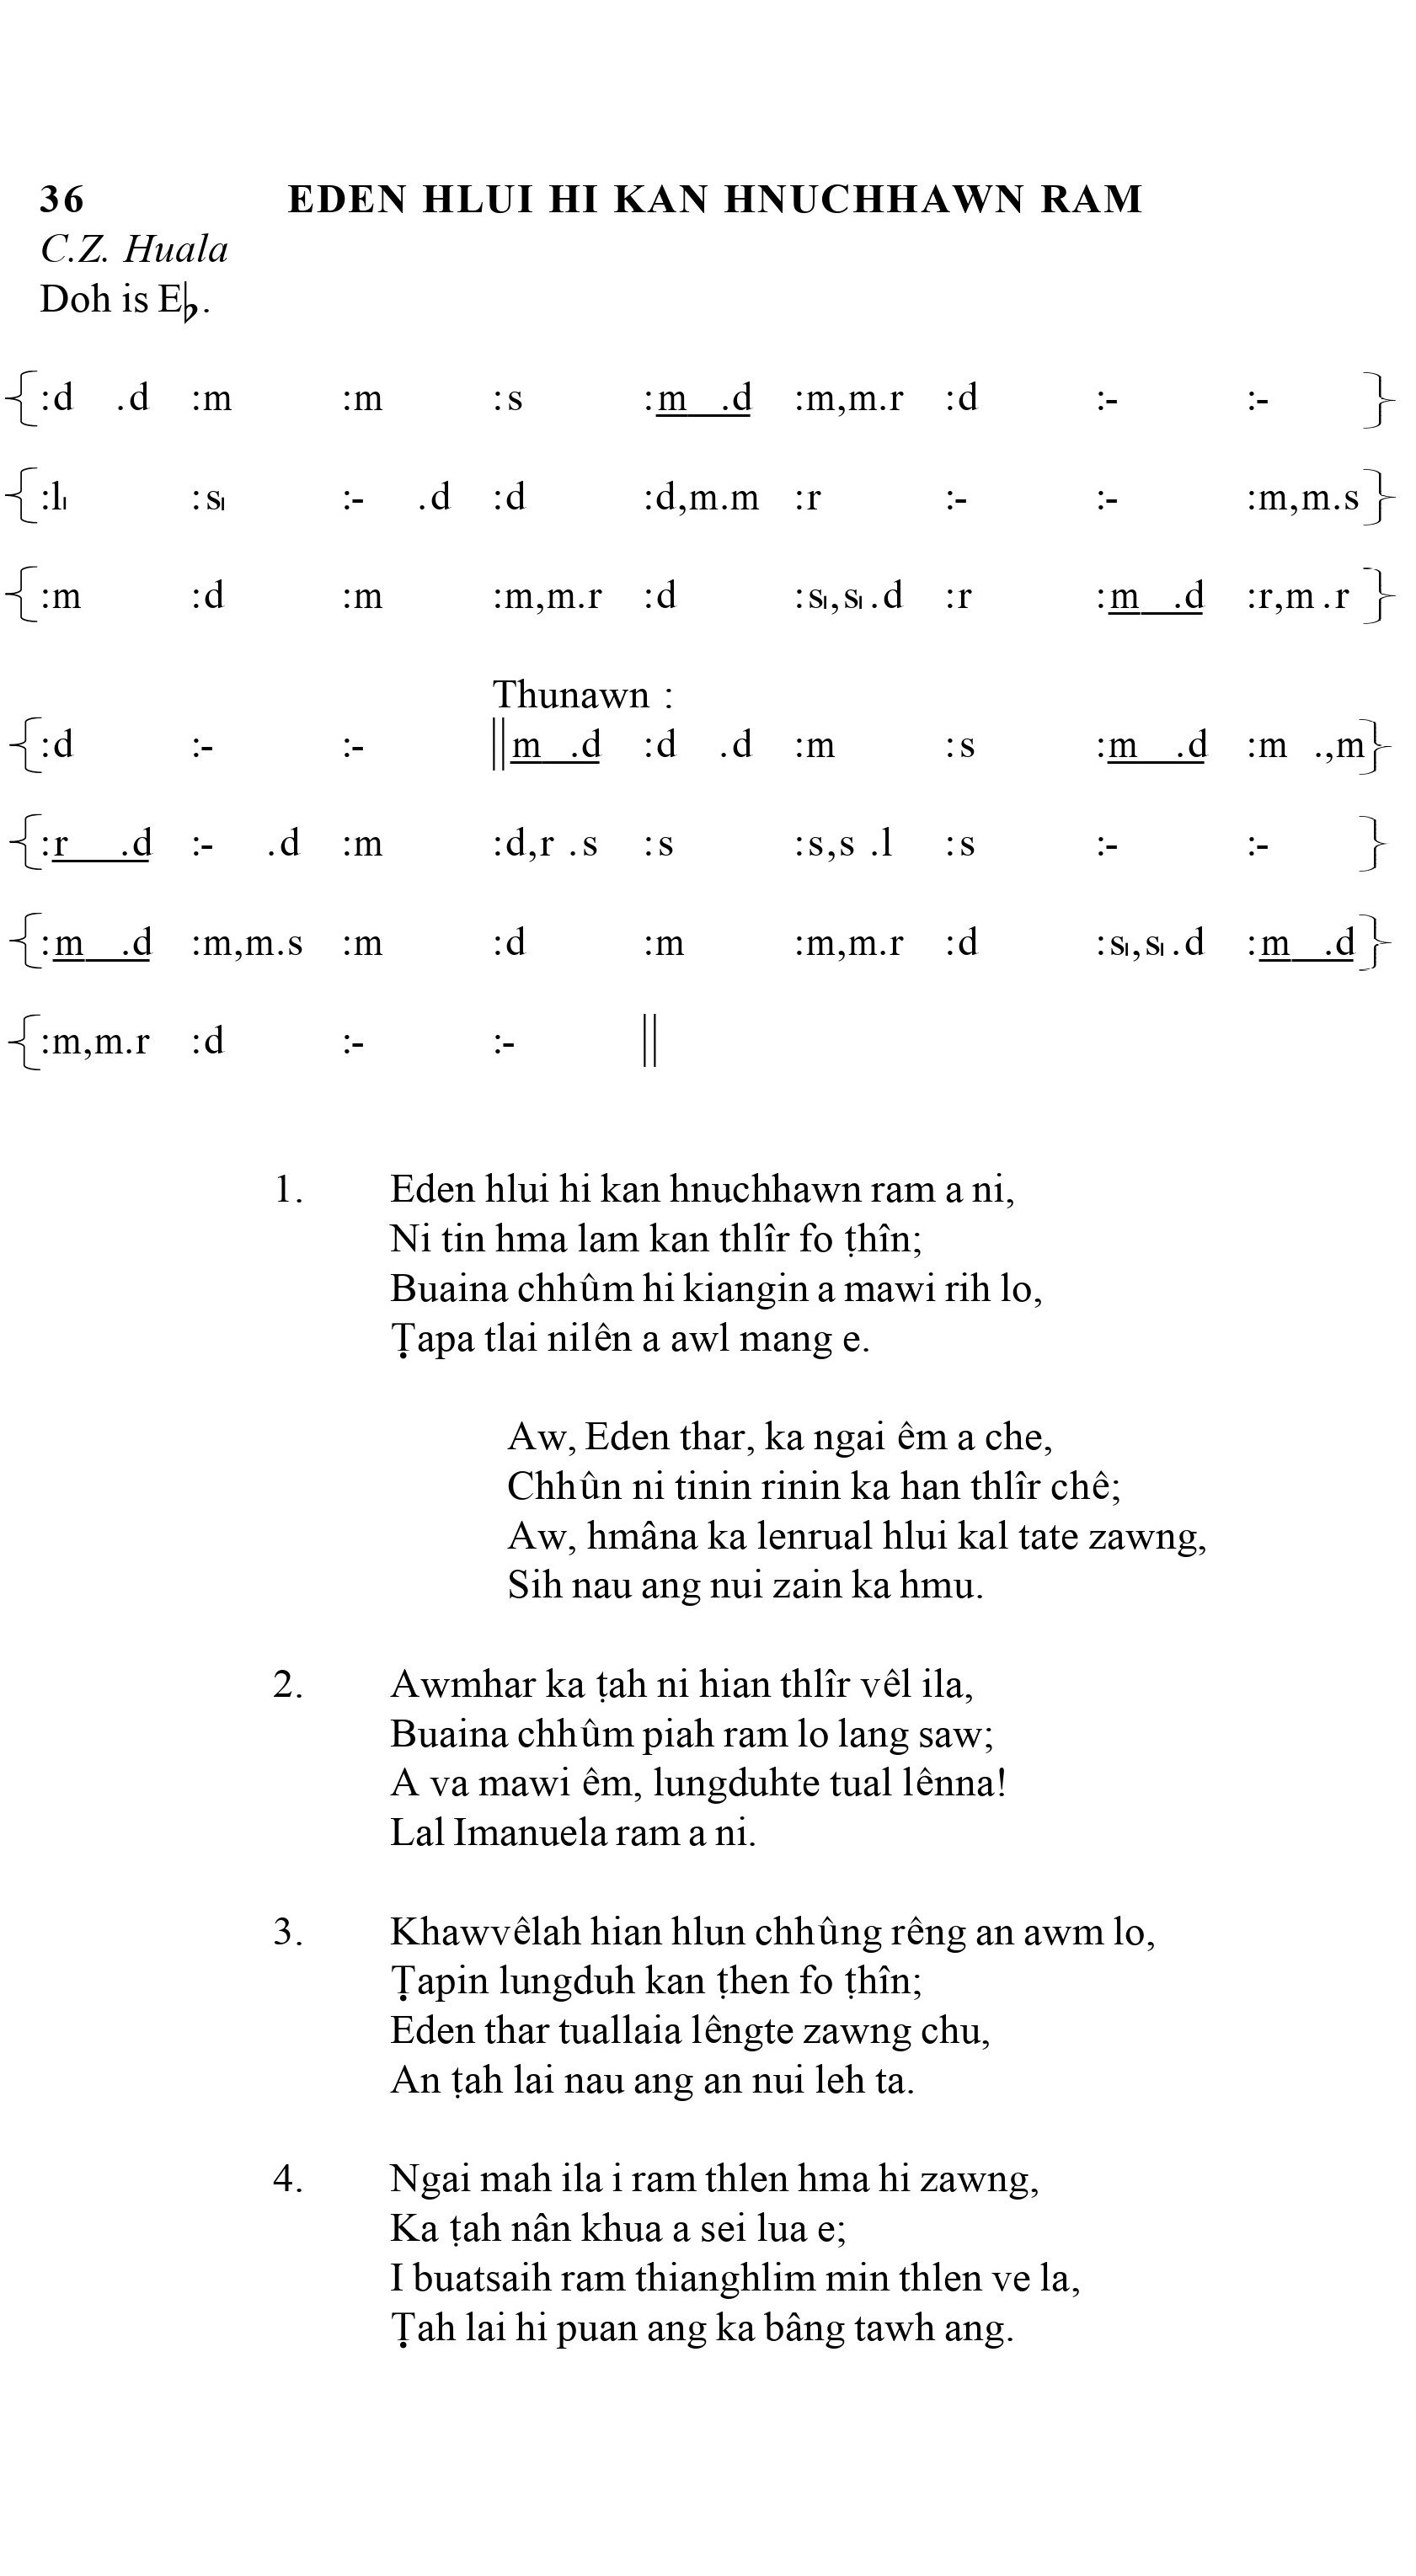 36 EDEN HLUI HI KAN HNUCHHAWN RAM
C.Z. Huala
Doh is E♭.
{:d .d :m :m :s :m .d :m,m.r :d :- :- }
{:l₁ :s₁ :- .d :d :d,m.m :r :- :- :m,m.s}
{:m :d :m :m,m.r :d :s₁,s₁.d :r :m .d :r,m .r }
Thunawn :
{:d :- :- ||m .d :d .d :m :s :m .d :m .,m}
{:r .d :- .d :m :d,r .s :s :s,s .l :s :- :- }
{:m .d :m,m.s :m :d :m :m,m.r :d :s₁,s₁.d :m .d}
{:m,m.r :d :- :- ||
1. Eden hlui hi kan hnuchhawn ram a ni,
Ni tin hma lam kan thlîr fo ṭhîn;
Buaina chhûm hi kiangin a mawi rih lo,
Ṭapa tlai nilên a awl mang e.
Aw, Eden thar, ka ngai êm a che,
Chhûn ni tinin rinin ka han thlîr chê;
Aw, hmâna ka lenrual hlui kal tate zawng,
Sih nau ang nui zain ka hmu.
2. Awmhar ka ṭah ni hian thlîr vêl ila,
Buaina chhûm piah ram lo lang saw;
A va mawi êm, lungduhte tual lênna!
Lal Imanuela ram a ni.
3. Khawvêlah hian hlun chhûng rêng an awm lo,
Ṭapin lungduh kan ṭhen fo ṭhîn;
Eden thar tuallaia lêngte zawng chu,
An ṭah lai nau ang an nui leh ta.
4. Ngai mah ila i ram thlen hma hi zawng,
Ka ṭah nân khua a sei lua e;
I buatsaih ram thianghlim min thlen ve la,
Ṭah lai hi puan ang ka bâng tawh ang.